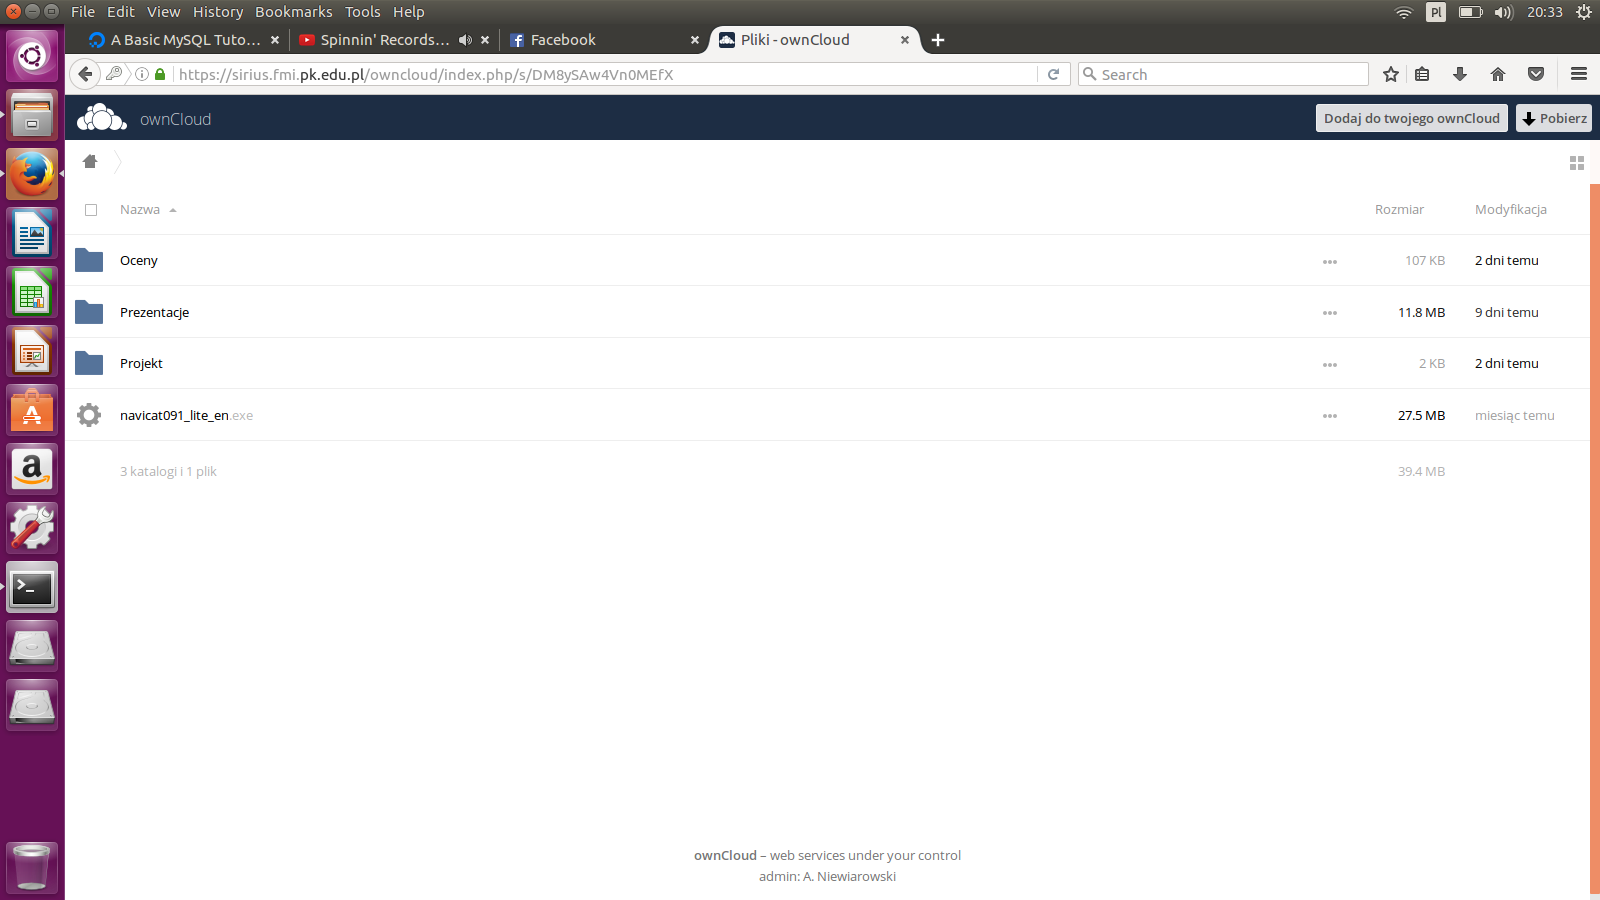 File Edit View History Bookmarks Tools Help
Pl 20:33
A Basic MySQL Tuto...
Spinnin' Records...
Facebook
Pliki - ownCloud
https://sirius.fmi.pk.edu.pl/owncloud/index.php/s/DM8ySAw4Vn0MEfX
Search
ownCloud
Dodaj do twojego ownCloud
Pobierz
Nazwa Rozmiar Modyfikacja
Oceny 107 KB 2 dni temu
Prezentacje 11.8 MB 9 dni temu
Projekt 2 KB 2 dni temu
navicat091_lite_en.exe 27.5 MB miesiąc temu
3 katalogi i 1 plik 39.4 MB
ownCloud – web services under your control
admin: A. Niewiarowski